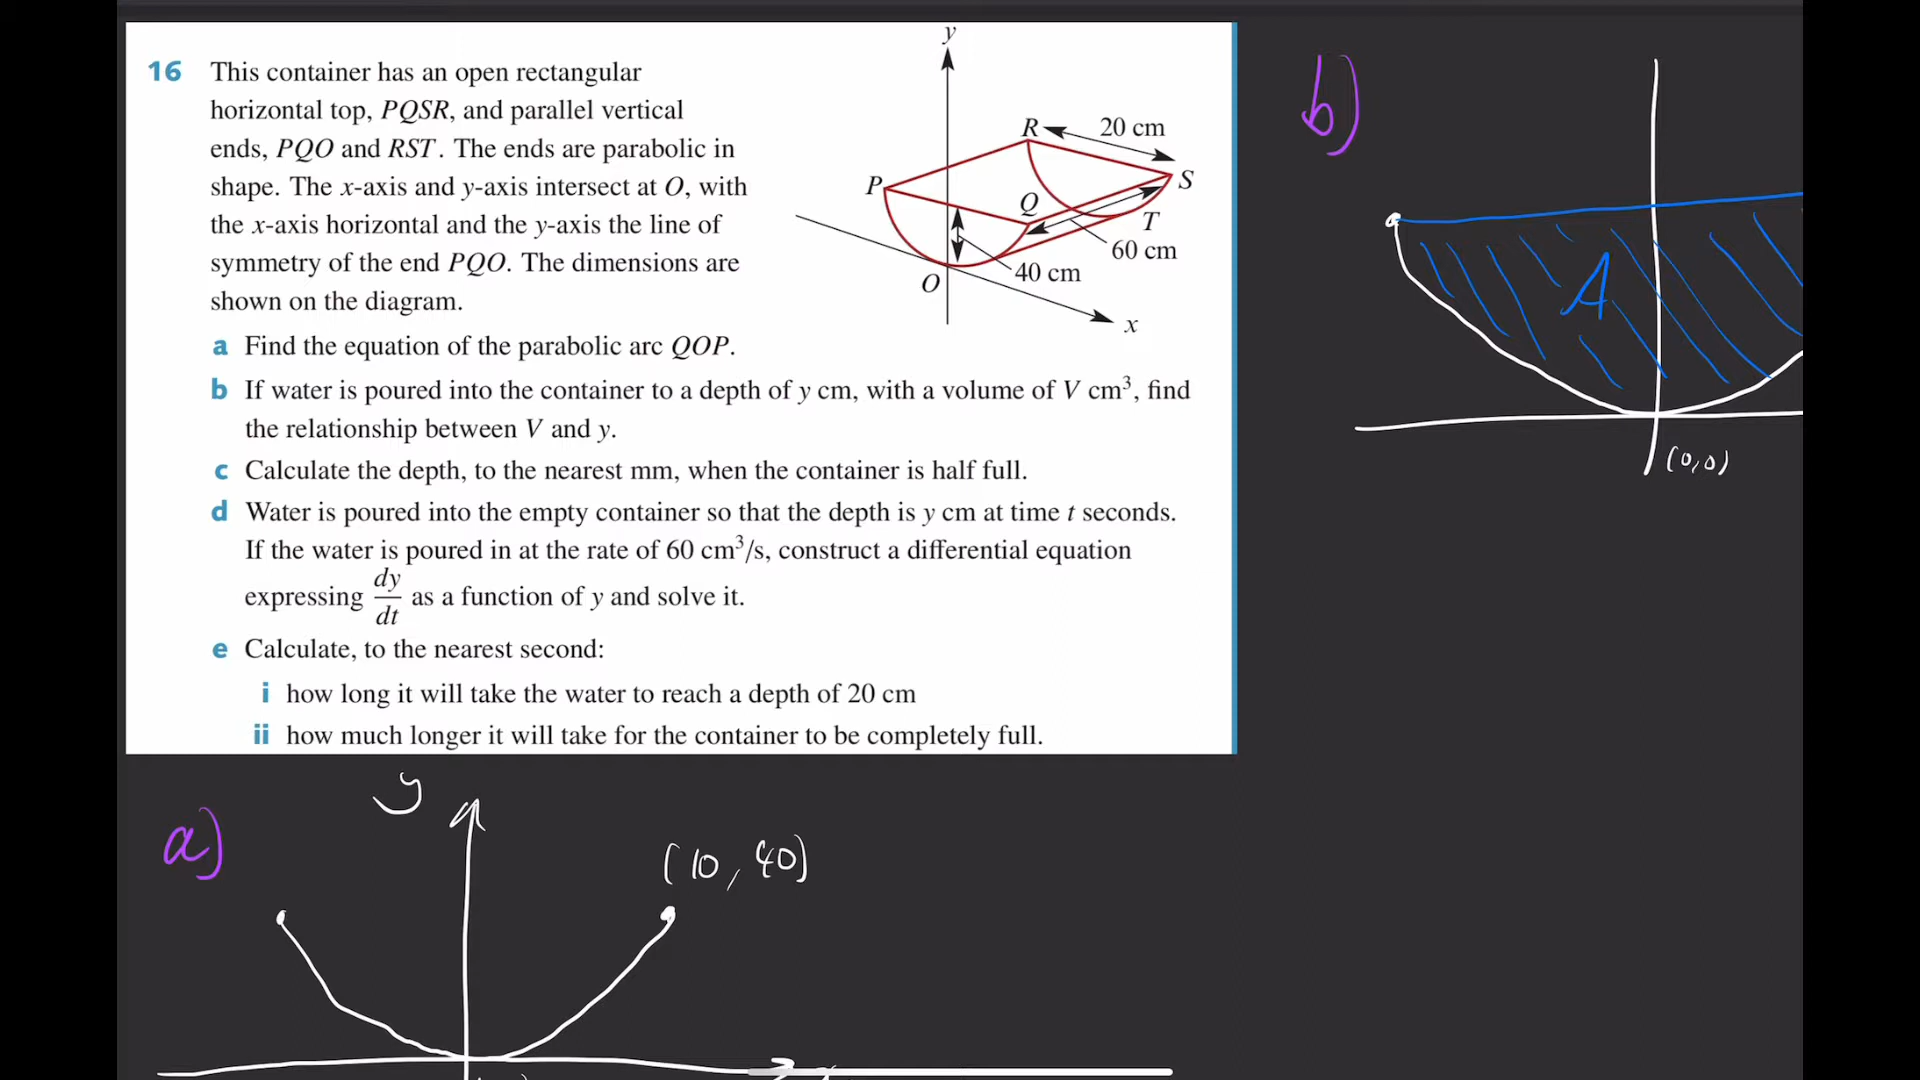 16 This container has an open rectangular
horizontal top, PQSR, and parallel vertical
ends, PQO and RST. The ends are parabolic in
shape. The x-axis and y-axis intersect at O, with
the x-axis horizontal and the y-axis the line of
symmetry of the end PQO. The dimensions are
shown on the diagram.
y
R
20 cm
P
S
Q
T
60 cm
40 cm
O
x
a Find the equation of the parabolic arc QOP.
b If water is poured into the container to a depth of y cm, with a volume of V cm³, find
the relationship between V and y.
c Calculate the depth, to the nearest mm, when the container is half full.
d Water is poured into the empty container so that the depth is y cm at time t seconds.
If the water is poured in at the rate of 60 cm³/s, construct a differential equation
expressing dy/dt as a function of y and solve it.
e Calculate, to the nearest second:
i how long it will take the water to reach a depth of 20 cm
ii how much longer it will take for the container to be completely full.
a)
y
(10, 40)
b)
A
(0,0)